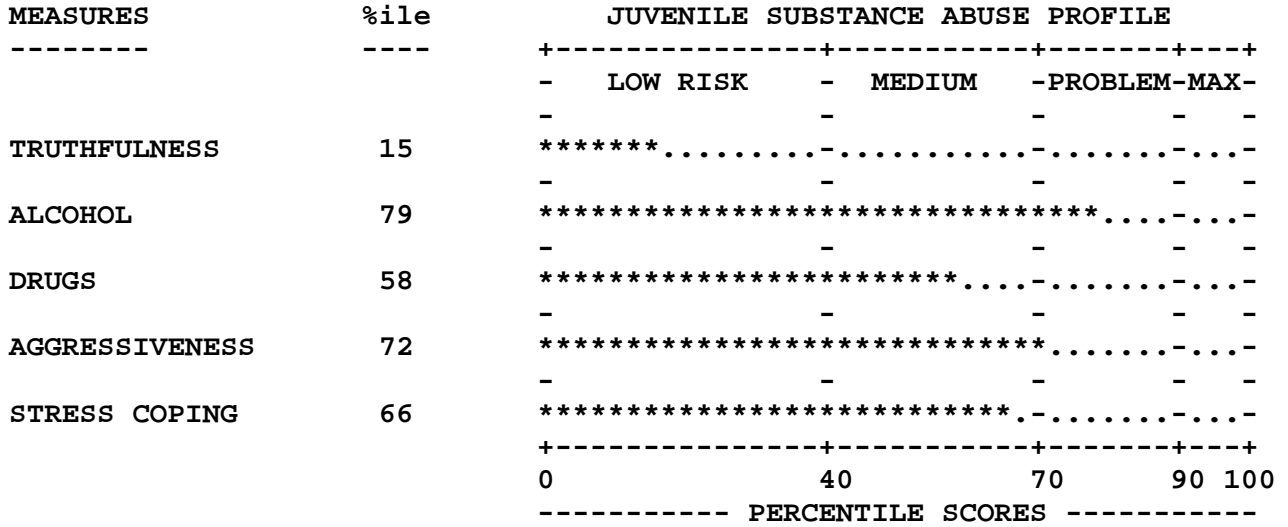 MEASURES %ile JUVENILE SUBSTANCE ABUSE PROFILE
-------- ---- +---------------+-----------+-------+---+
- LOW RISK - MEDIUM -PROBLEM-MAX-
- - - - -
TRUTHFULNESS 15 *******.........-...........-.......-...-
- - - - -
ALCOHOL 79 ********************************....-...-
- - - - -
DRUGS 58 ************************....-.......-...-
- - - - -
AGGRESSIVENESS 72 *****************************.......-...-
- - - - -
STRESS COPING 66 ***************************.-.......-...-
+---------------+-----------+-------+---+
0 40 70 90 100
----------- PERCENTILE SCORES -----------